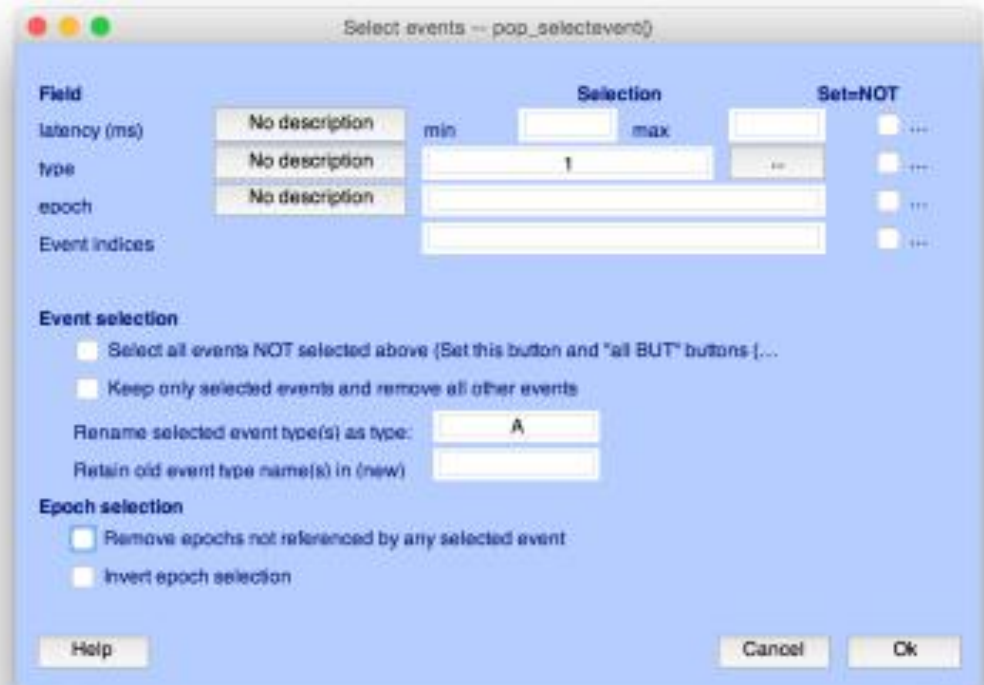 Select events -- pop_selectevent()
Field Selection Set=NOT
latency (ms) No description min max ...
type No description 1 ... ...
epoch No description ...
Event indices ...
Event selection
Select all events NOT selected above (Set this button and "all BUT" buttons (...
Keep only selected events and remove all other events
Rename selected event type(s) as type: A
Retain old event type name(s) in (new)
Epoch selection
Remove epochs not referenced by any selected event
Invert epoch selection
Help Cancel Ok